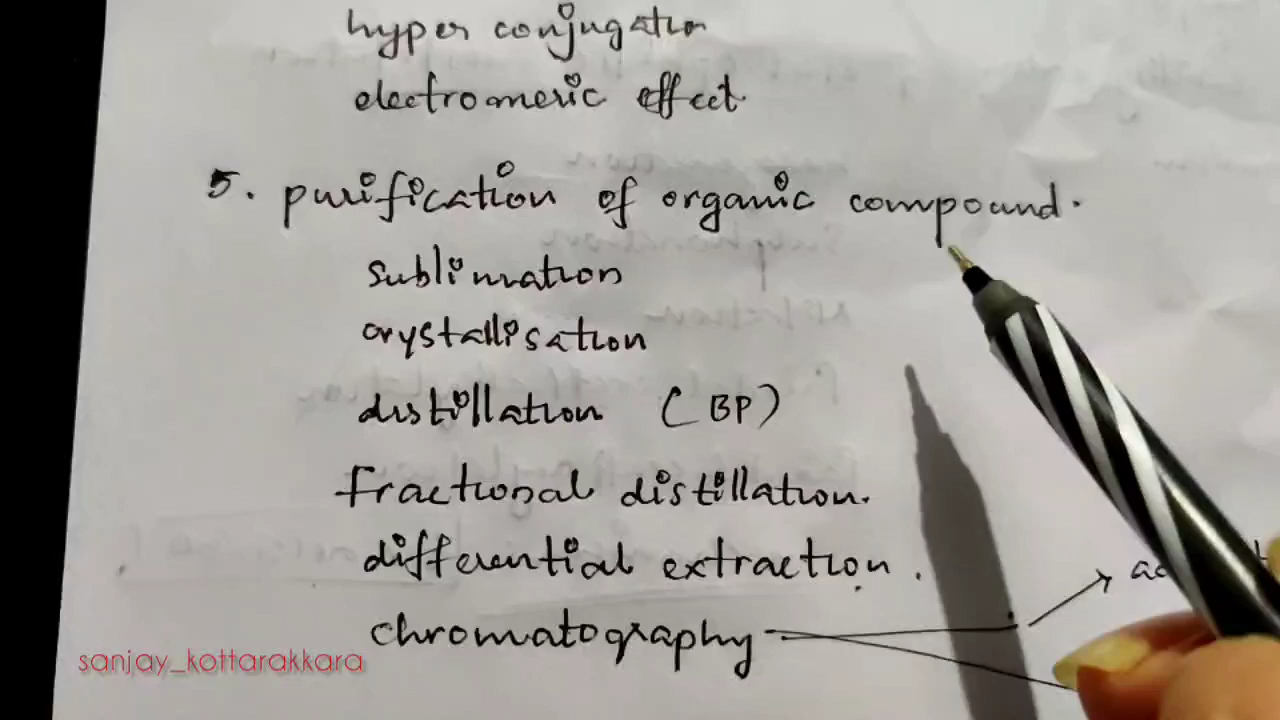 hyper conjugation
electromeric effect.
5. purification of organic compound.
sublimation
crystallisation
distillation (BP)
fractional distillation.
differential extraction.
chromatography
sanjay_kottarakkara